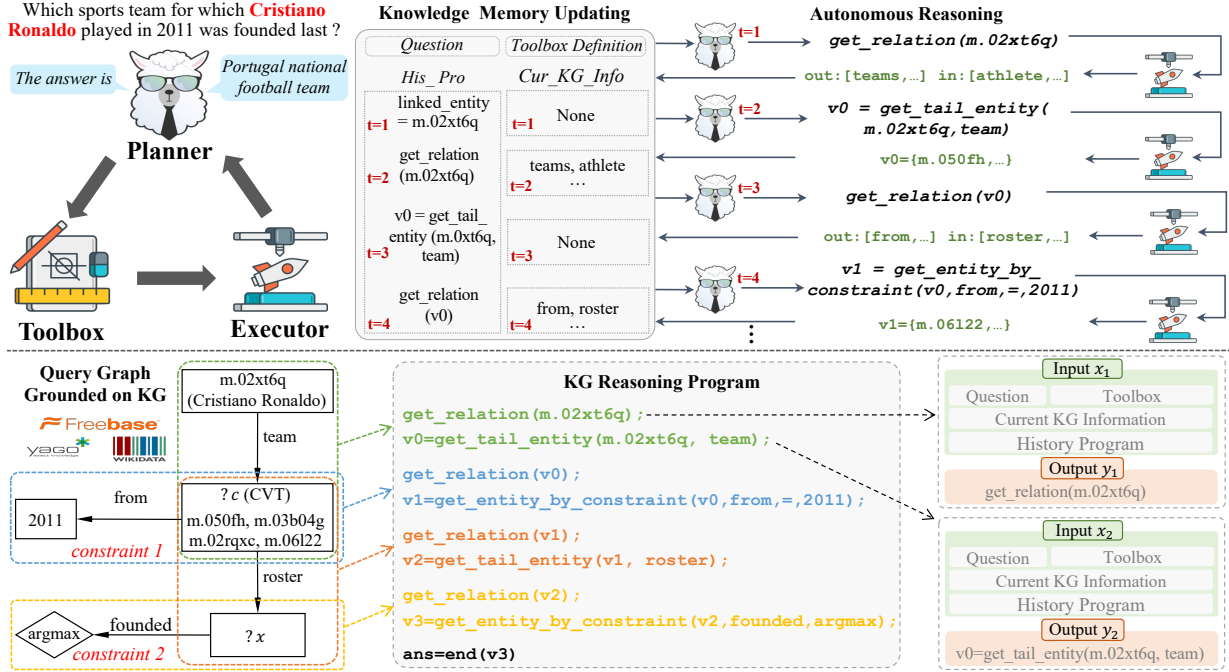 Which sports team for which Cristiano
Ronaldo played in 2011 was founded last ?
The answer is
Portugal national
football team
Planner
Toolbox
Executor
Knowledge Memory Updating
Question
Toolbox Definition
His_Pro
Cur_KG_Info
linked_entity
= m.02xt6q
t=1
None
t=1
get_relation
(m.02xt6q)
t=2
teams, athlete
...
t=2
v0 = get_tail_
entity (m.0xt6q,
team)
t=3
None
t=3
get_relation
(v0)
t=4
from, roster
...
t=4
Autonomous Reasoning
t=1
get_relation(m.02xt6q)
out:[teams,…] in:[athlete,…]
t=2
v0 = get_tail_entity(
m.02xt6q,team)
v0={m.050fh,…}
t=3
get_relation(v0)
out:[from,…] in:[roster,…]
t=4
v1 = get_entity_by_
constraint(v0,from,=,2011)
v1={m.06l22,…}
Query Graph
Grounded on KG
Freebase
yago
select knowledge
WIKIDATA
m.02xt6q
(Cristiano Ronaldo)
team
from
2011
? c (CVT)
m.050fh, m.03b04g
m.02rqxc, m.06l22
constraint 1
roster
argmax
founded
? x
constraint 2
KG Reasoning Program
get_relation(m.02xt6q);
v0=get_tail_entity(m.02xt6q, team);
get_relation(v0);
v1=get_entity_by_constraint(v0,from,=,2011);
get_relation(v1);
v2=get_tail_entity(v1, roster);
get_relation(v2);
v3=get_entity_by_constraint(v2,founded,argmax);
ans=end(v3)
Input x₁
Question
Toolbox
Current KG Information
History Program
Output y₁
get_relation(m.02xt6q)
Input x₂
Question
Toolbox
Current KG Information
History Program
Output y₂
v0=get_tail_entity(m.02xt6q, team)